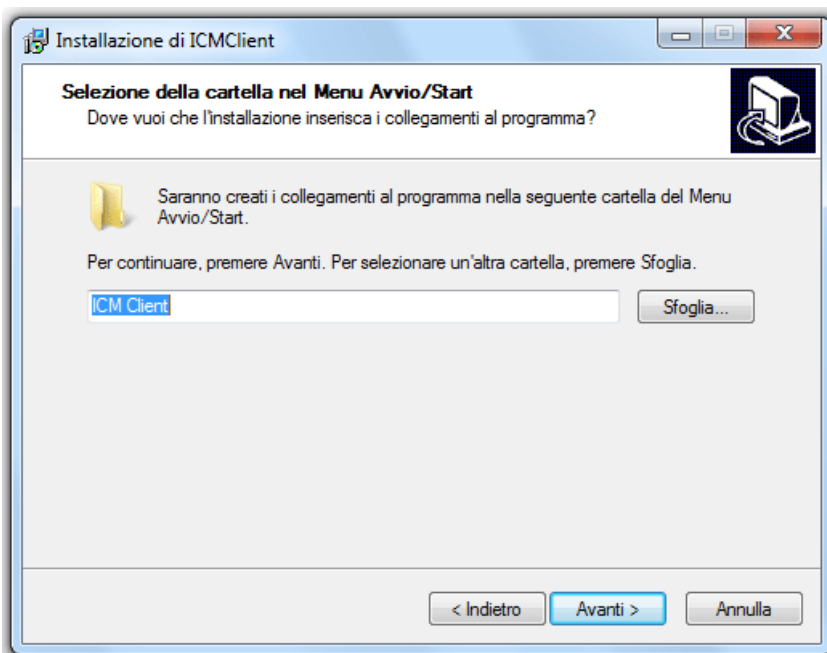 Installazione di ICMClient
Selezione della cartella nel Menu Avvio/Start
Dove vuoi che l'installazione inserisca i collegamenti al programma?
Saranno creati i collegamenti al programma nella seguente cartella del Menu
Avvio/Start.
Per continuare, premere Avanti. Per selezionare un'altra cartella, premere Sfoglia.
ICM Client
Sfoglia...
< Indietro
Avanti >
Annulla